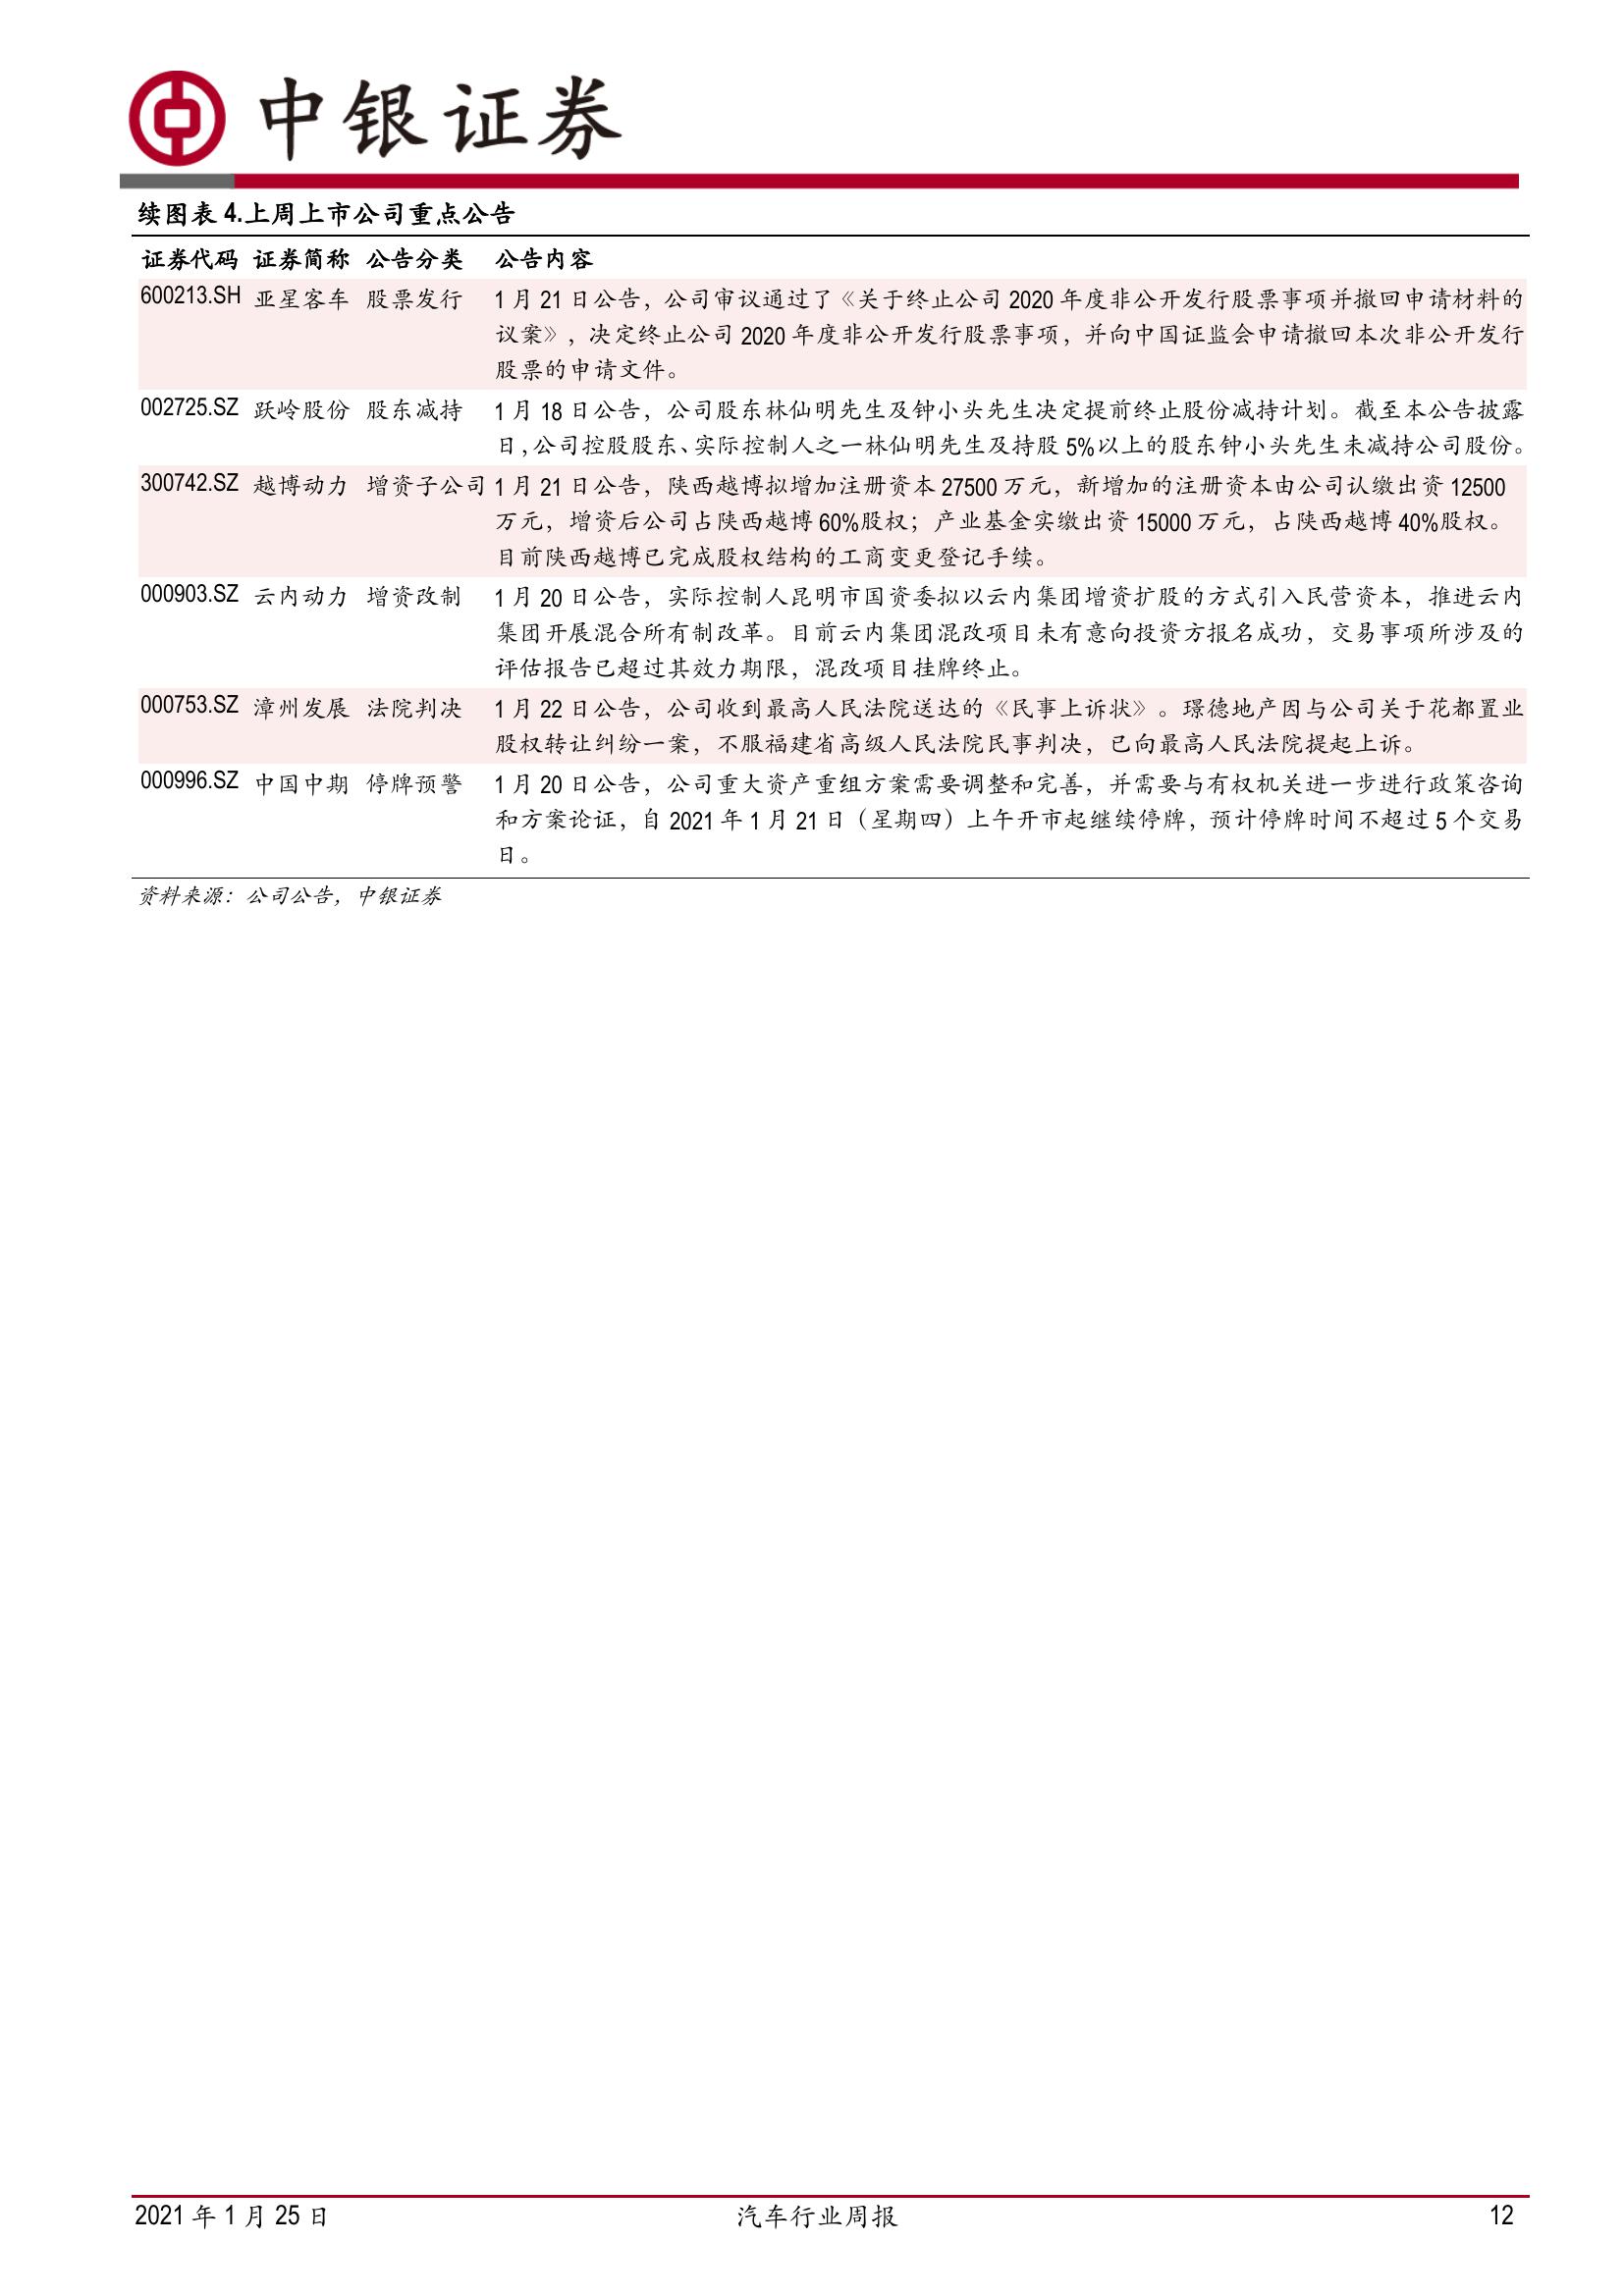 中银证券
续图表 4.上周上市公司重点公告
证券代码 证券简称 公告分类 公告内容
600213.SH 亚星客车 股票发行 1 月 21 日公告，公司审议通过了《关于终止公司 2020 年度非公开发行股票事项并撤回申请材料的
议案》，决定终止公司 2020 年度非公开发行股票事项，并向中国证监会申请撤回本次非公开发行
股票的申请文件。
002725.SZ 跃岭股份 股东减持 1 月 18 日公告，公司股东林仙明先生及钟小头先生决定提前终止股份减持计划。截至本公告披露
日，公司控股股东、实际控制人之一林仙明先生及持股 5%以上的股东钟小头先生未减持公司股份。
300742.SZ 越博动力 增资子公司 1 月 21 日公告，陕西越博拟增加注册资本 27500 万元，新增加的注册资本由公司认缴出资 12500
万元，增资后公司占陕西越博 60%股权；产业基金实缴出资 15000 万元，占陕西越博 40%股权。
目前陕西越博已完成股权结构的工商变更登记手续。
000903.SZ 云内动力 增资改制 1 月 20 日公告，实际控制人昆明市国资委拟以云内集团增资扩股的方式引入民营资本，推进云内
集团开展混合所有制改革。目前云内集团混改项目未有意向投资方报名成功，交易事项所涉及的
评估报告已超过其效力期限，混改项目挂牌终止。
000753.SZ 漳州发展 法院判决 1 月 22 日公告，公司收到最高人民法院送达的《民事上诉状》。璟德地产因与公司关于花都置业
股权转让纠纷一案，不服福建省高级人民法院民事判决，已向最高人民法院提起上诉。
000996.SZ 中国中期 停牌预警 1 月 20 日公告，公司重大资产重组方案需要调整和完善，并需要与有权机关进一步进行政策咨询
和方案论证，自 2021 年 1 月 21 日（星期四）上午开市起继续停牌，预计停牌时间不超过 5 个交易
日。
资料来源：公司公告，中银证券
2021 年 1 月 25 日 汽车行业周报 12